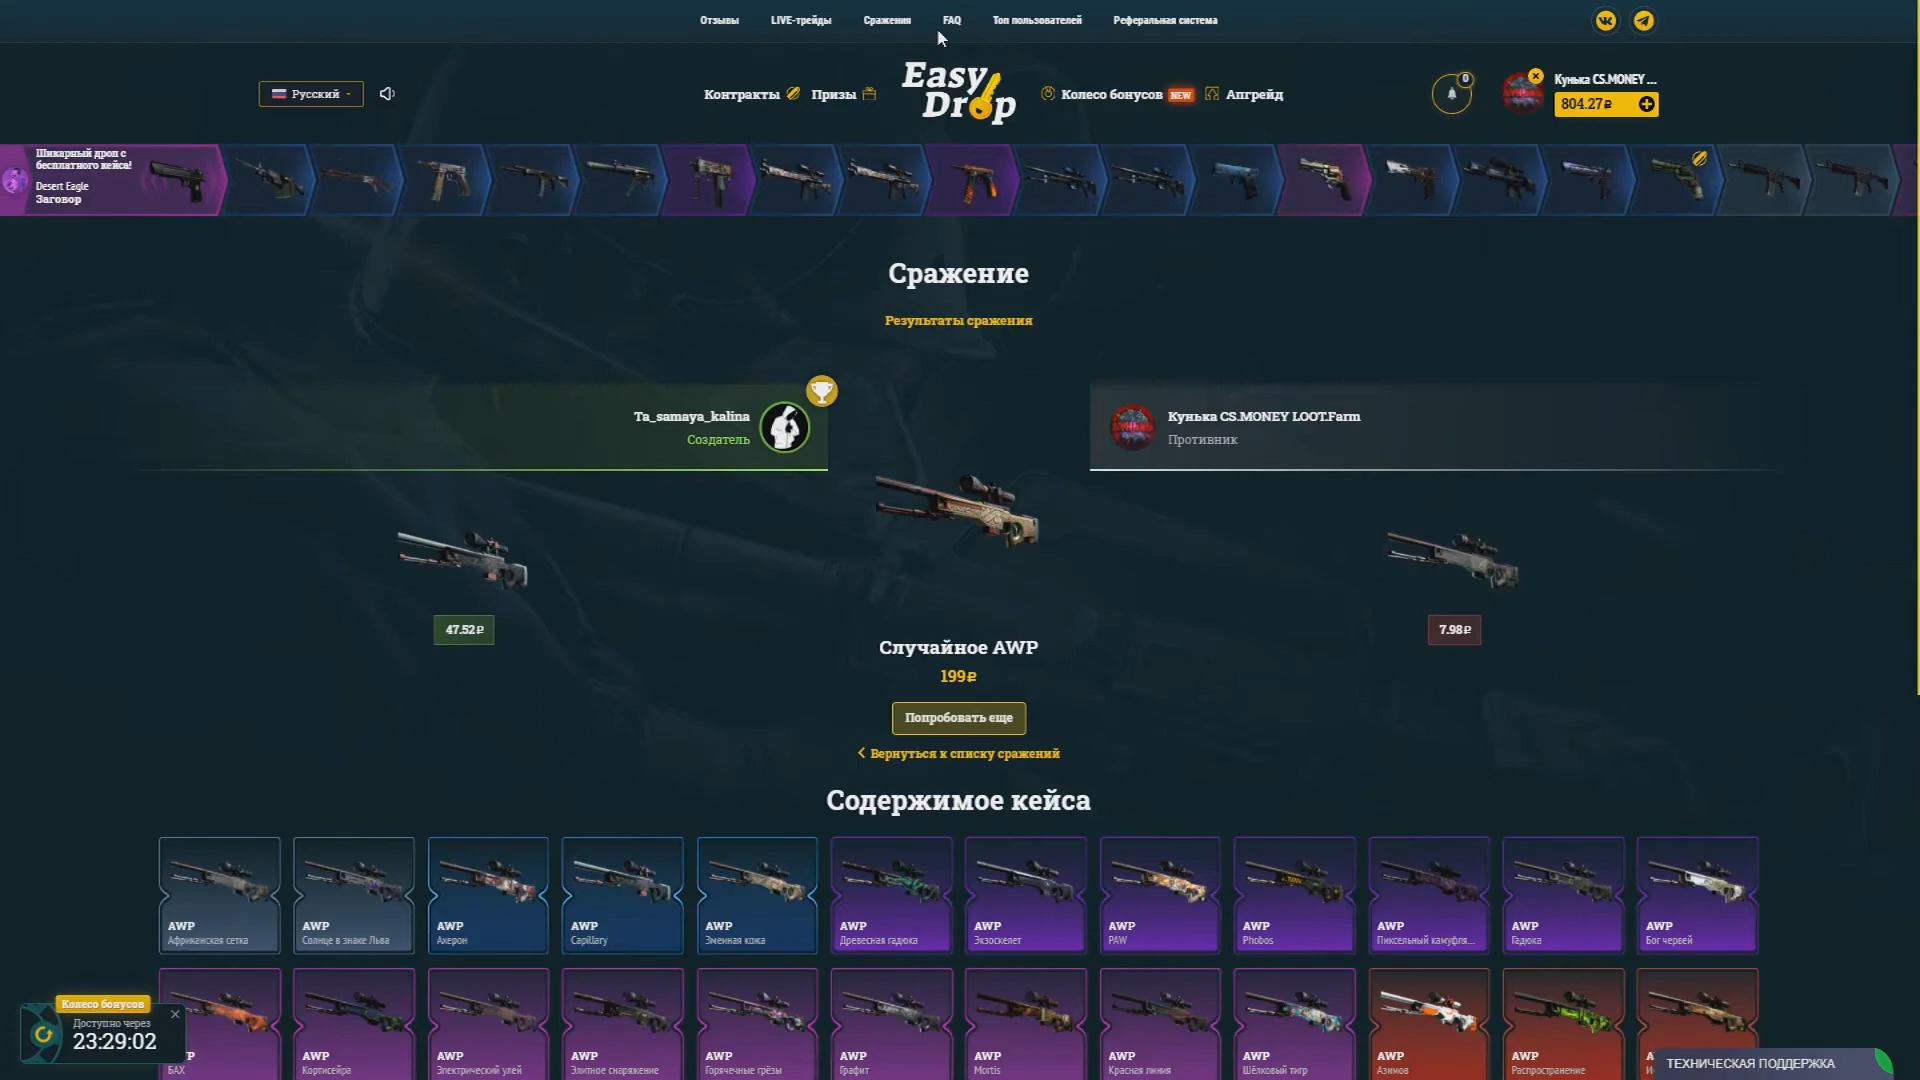 Отзывы LIVE-трейды Сражения FAQ Топ пользователей Реферальная система
Русский Контракты Призы Easy Drop Колесо бонусов NEW Апгрейд 0 Кунька CS.MONEY ...
804.27₽
Шикарный дроп с
бесплатного кейса!
Desert Eagle
Заговор
Сражение
Результаты сражения
Ta_samaya_kalina
Создатель
Кунька CS.MONEY LOOT.Farm
Противник
47.52₽
7.98₽
Случайное AWP
199₽
Попробовать еще
Вернуться к списку сражений
Содержимое кейса
AWP AWP AWP AWP AWP AWP AWP AWP AWP AWP AWP AWP
Африканская сетка Солнце в знаке Льва Ахерон Capillary Змеиная кожа Древесная гадюка Экзоскелет PAW Phobos Пиксельный камуфля... Гадюка Бог червей
Колесо бонусов
Доступно через
23:29:02
AWP AWP AWP AWP AWP AWP AWP AWP AWP AWP
БАХ Кортисейра Электрический улей Элитное снаряжение Горячечные грёзы Графит Mortis Красная линия Шёлковый тигр Азимов Распространение
ТЕХНИЧЕСКАЯ ПОДДЕРЖКА